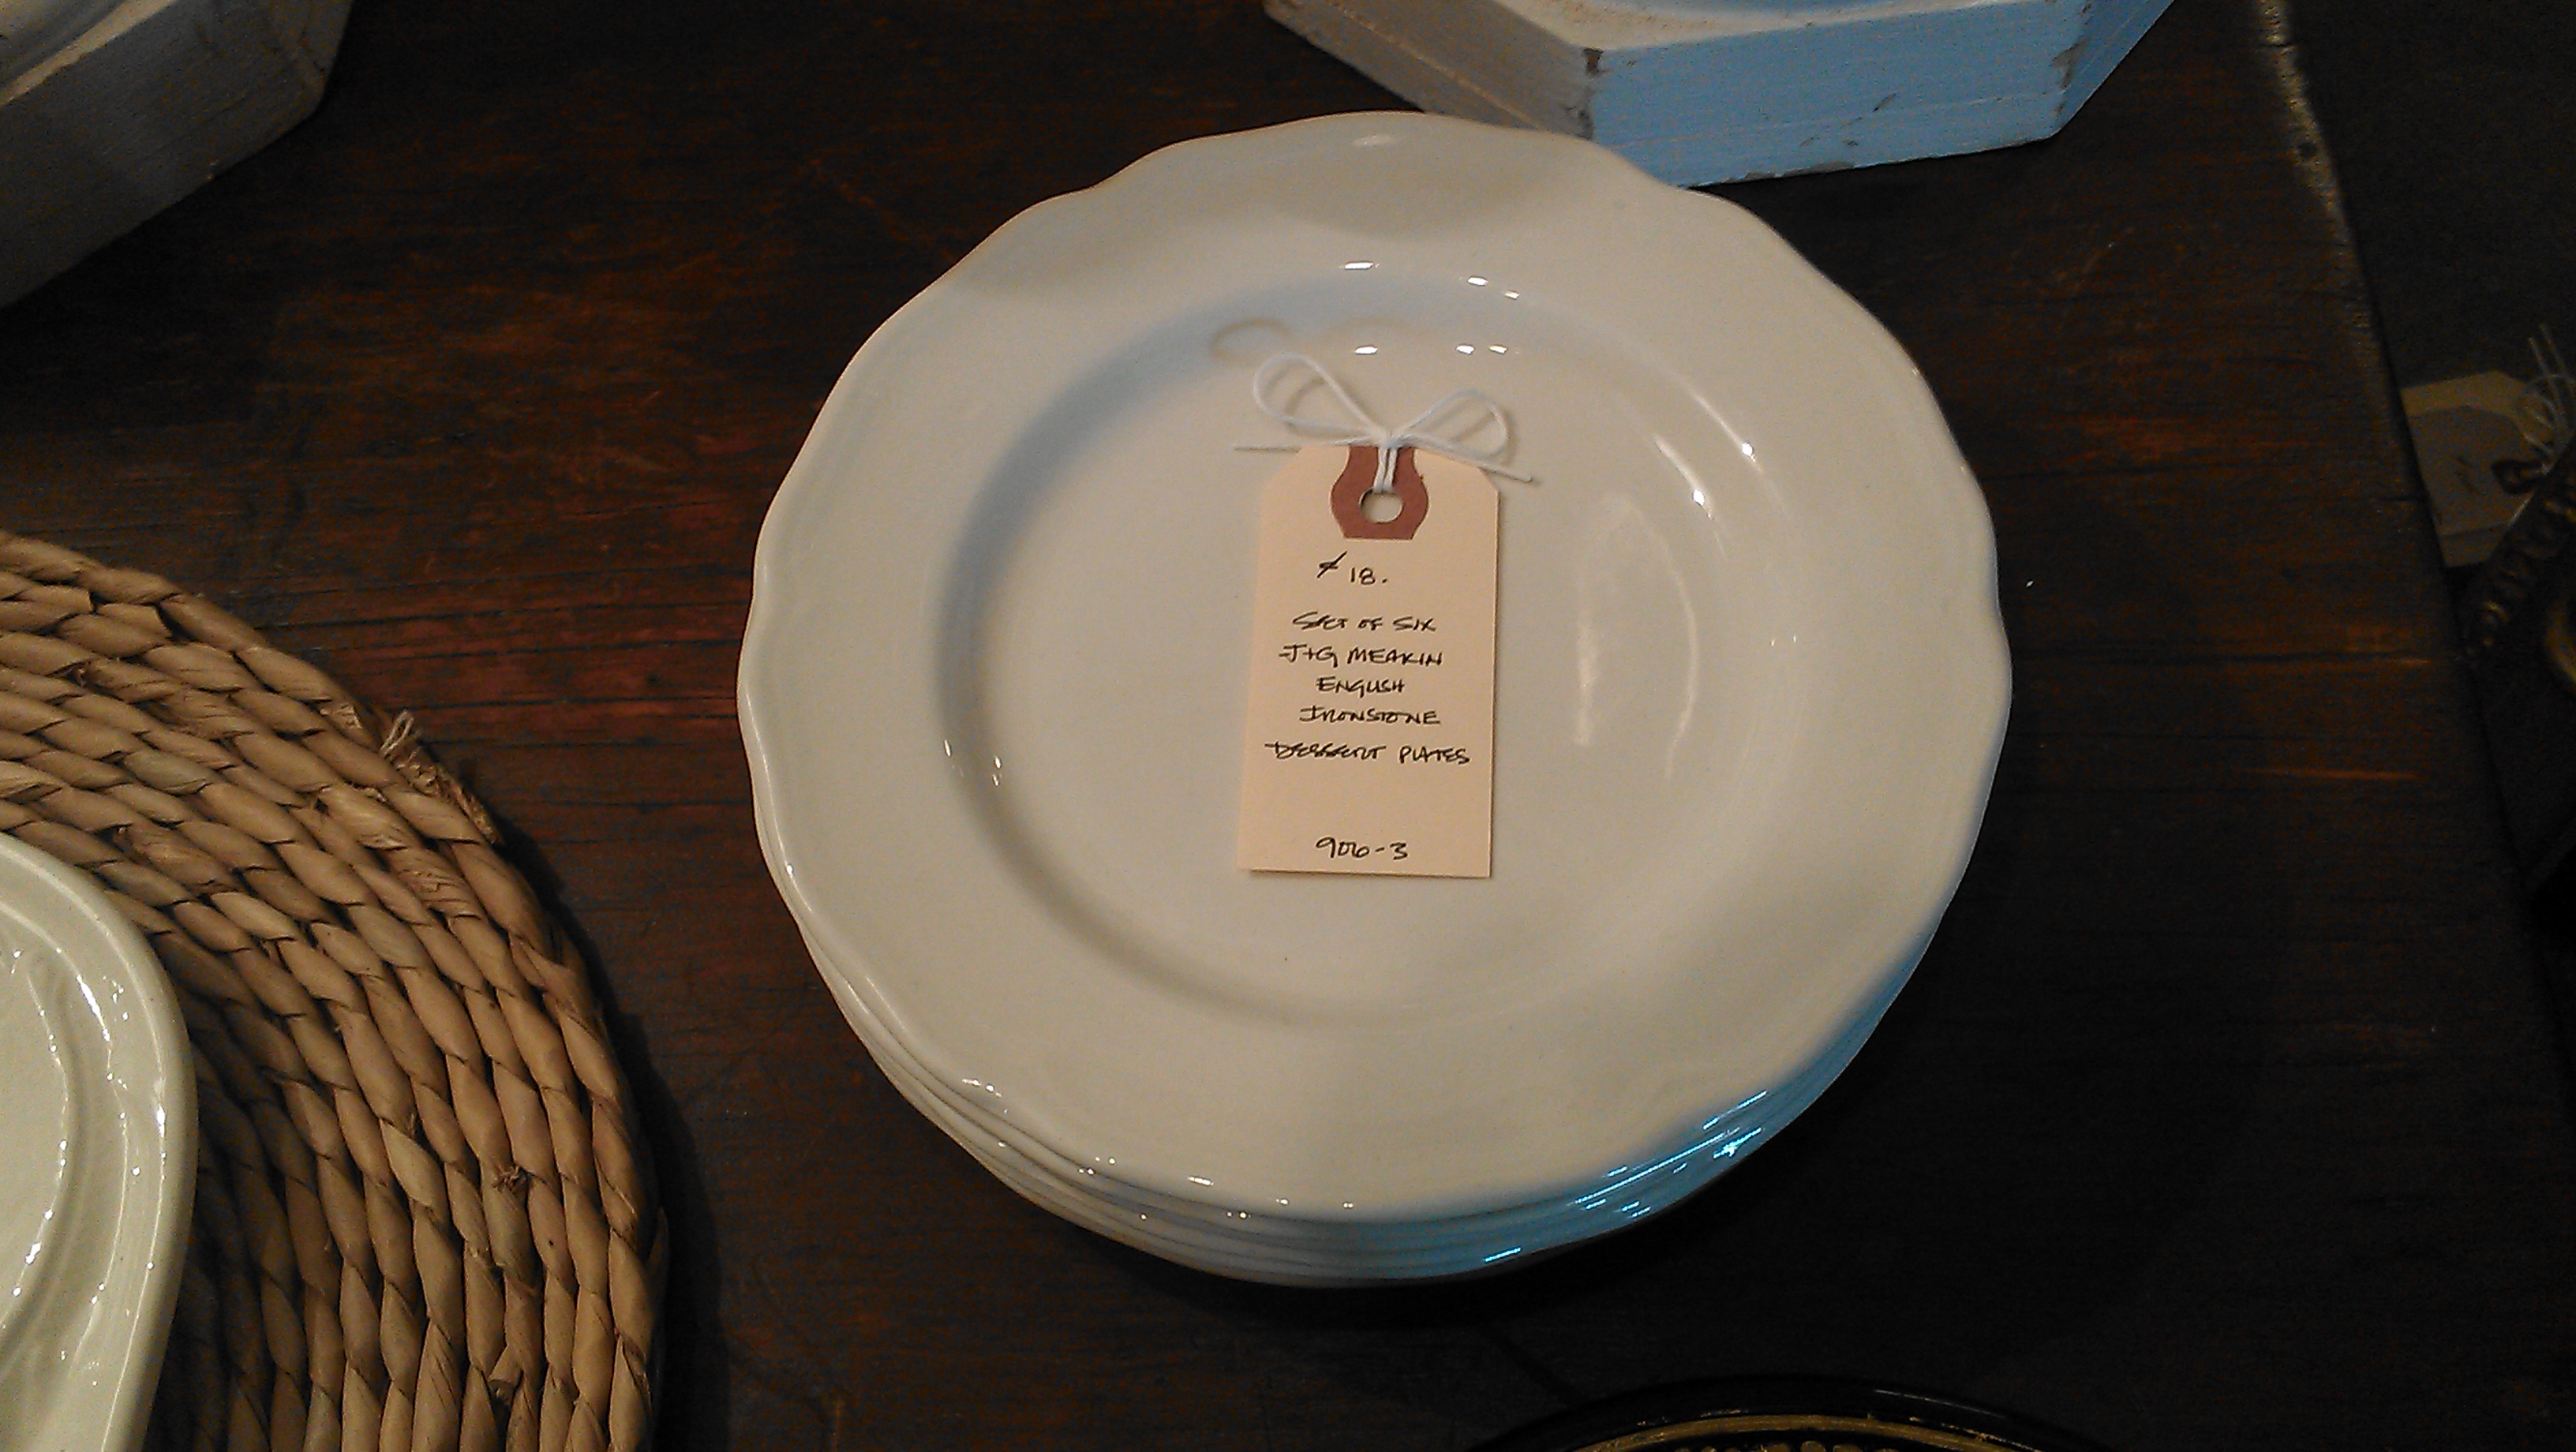 $18.
SET OF SIX
J+G MEAKIN
ENGLISH
IRONSTONE
DESSERT PLATES
906-3